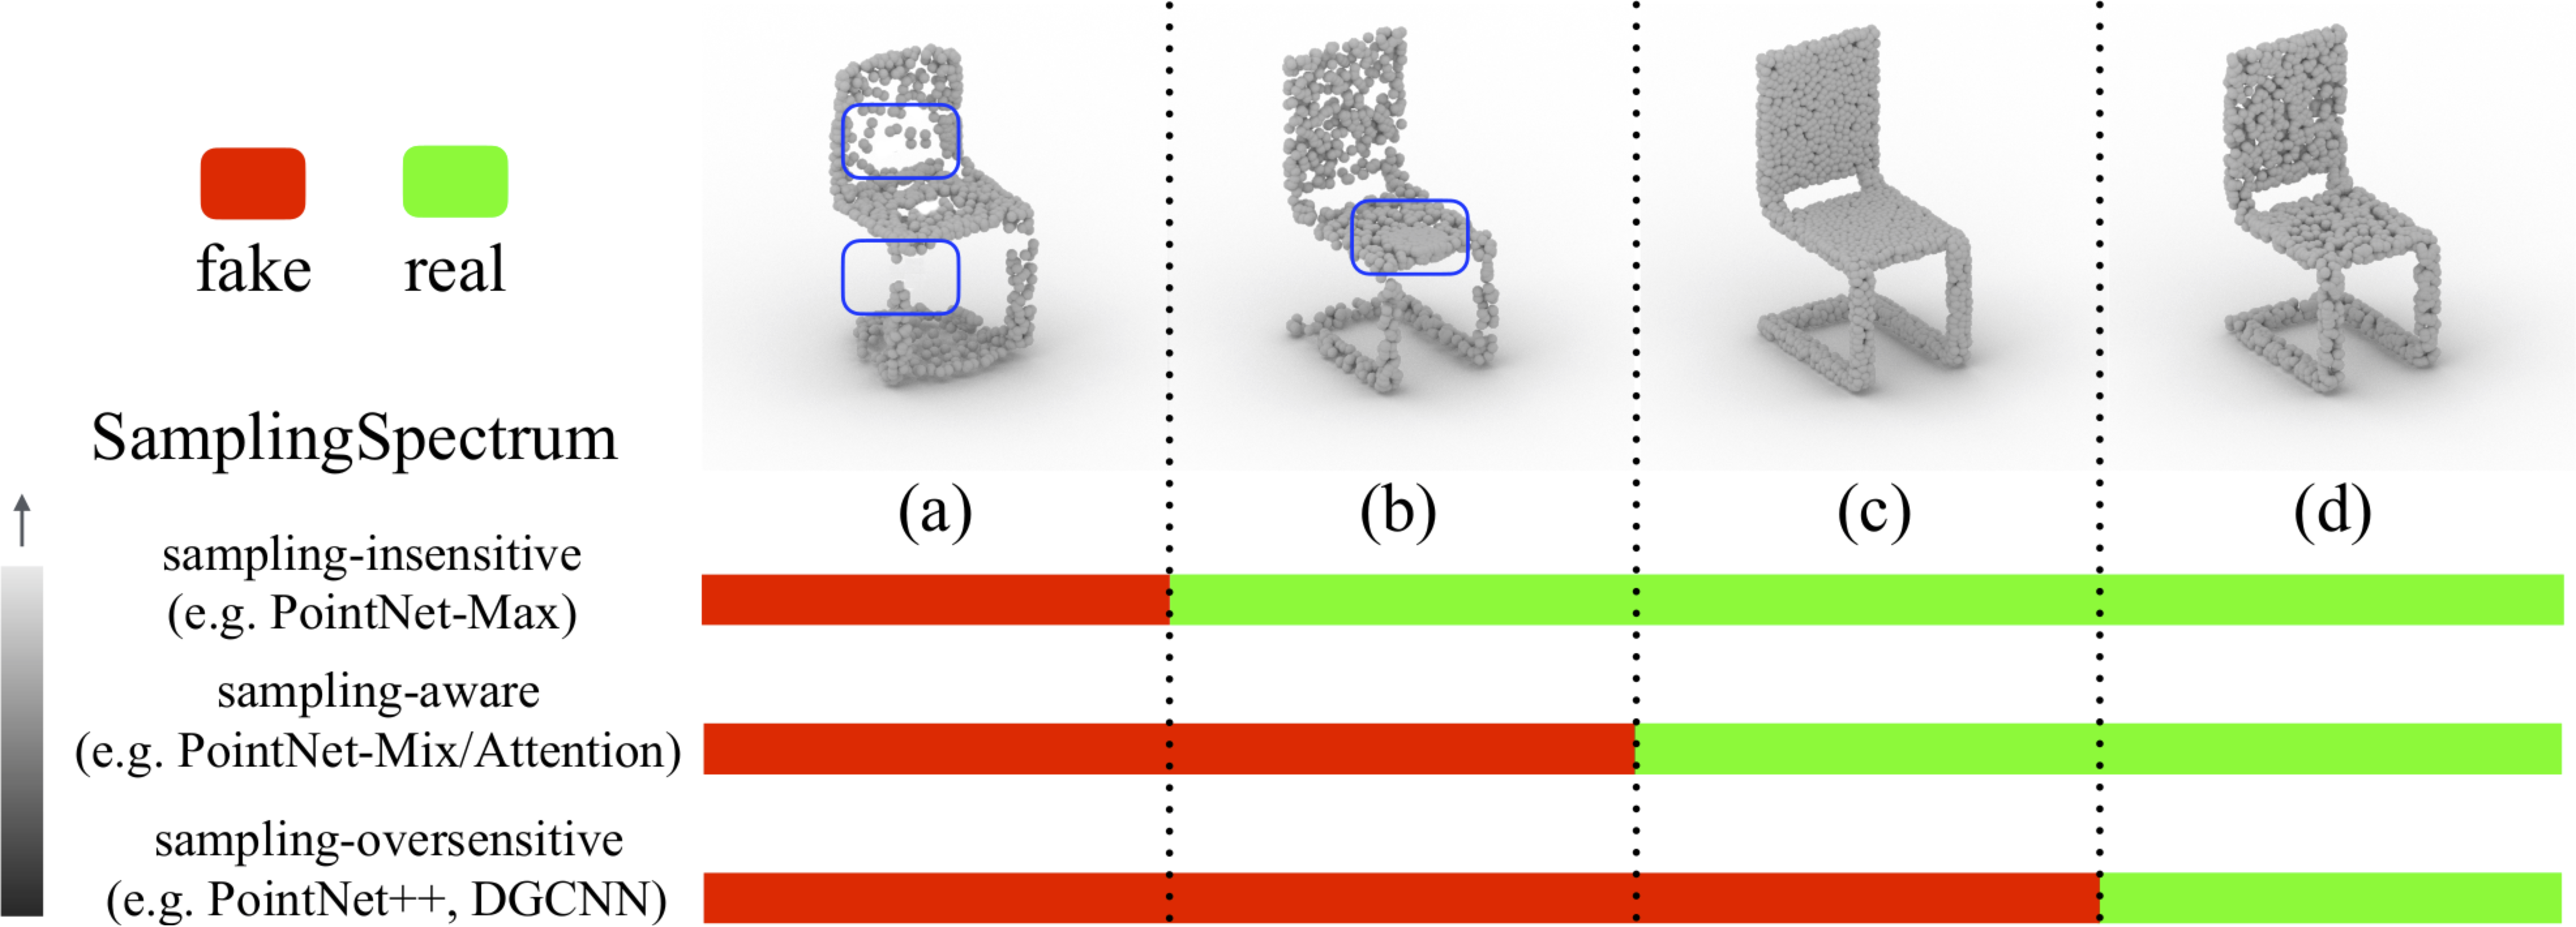 fake real
SamplingSpectrum
(a) (b) (c) (d)
sampling-insensitive
(e.g. PointNet-Max)
sampling-aware
(e.g. PointNet-Mix/Attention)
sampling-oversensitive
(e.g. PointNet++, DGCNN)